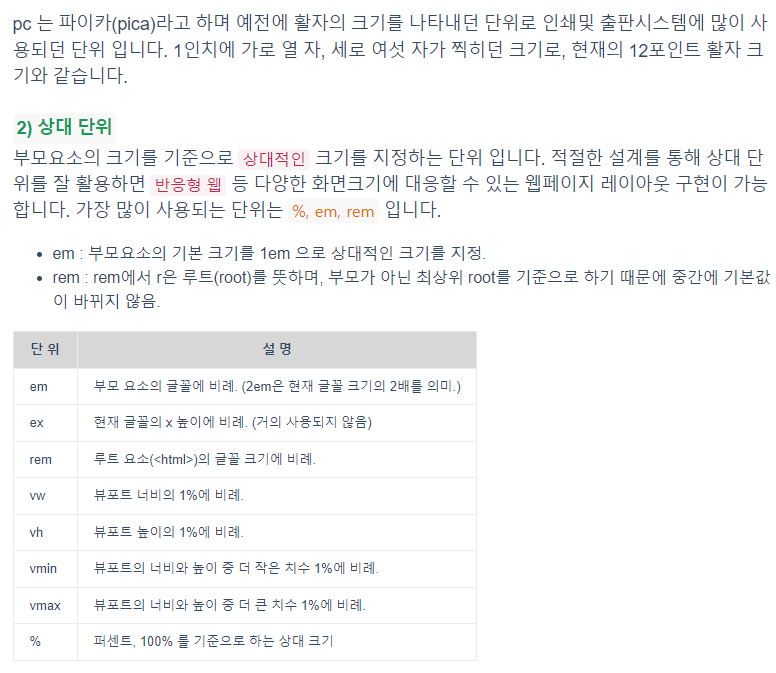 pc 는 파이카(pica)라고 하며 예전에 활자의 크기를 나타내던 단위로 인쇄및 출판시스템에 많이 사
용되던 단위 입니다. 1인치에 가로 열 자, 세로 여섯 자가 찍히던 크기로, 현재의 12포인트 활자 크
기와 같습니다.
2) 상대 단위
부모요소의 크기를 기준으로 상대적인 크기를 지정하는 단위 입니다. 적절한 설계를 통해 상대 단
위를 잘 활용하면 반응형 웹 등 다양한 화면크기에 대응할 수 있는 웹페이지 레이아웃 구현이 가능
합니다. 가장 많이 사용되는 단위는 %, em, rem 입니다.
• em : 부모요소의 기본 크기를 1em 으로 상대적인 크기를 지정.
• rem : rem에서 r은 루트(root)를 뜻하며, 부모가 아닌 최상위 root를 기준으로 하기 때문에 중간에 기본값
이 바뀌지 않음.
단 위 설 명
em 부모 요소의 글꼴에 비례. (2em은 현재 글꼴 크기의 2배를 의미.)
ex 현재 글꼴의 x 높이에 비례. (거의 사용되지 않음)
rem 루트 요소(<html>)의 글꼴 크기에 비례.
vw 뷰포트 너비의 1%에 비례.
vh 뷰포트 높이의 1%에 비례.
vmin 뷰포트의 너비와 높이 중 더 작은 치수 1%에 비례.
vmax 뷰포트의 너비와 높이 중 더 큰 치수 1%에 비례.
% 퍼센트, 100% 를 기준으로 하는 상대 크기